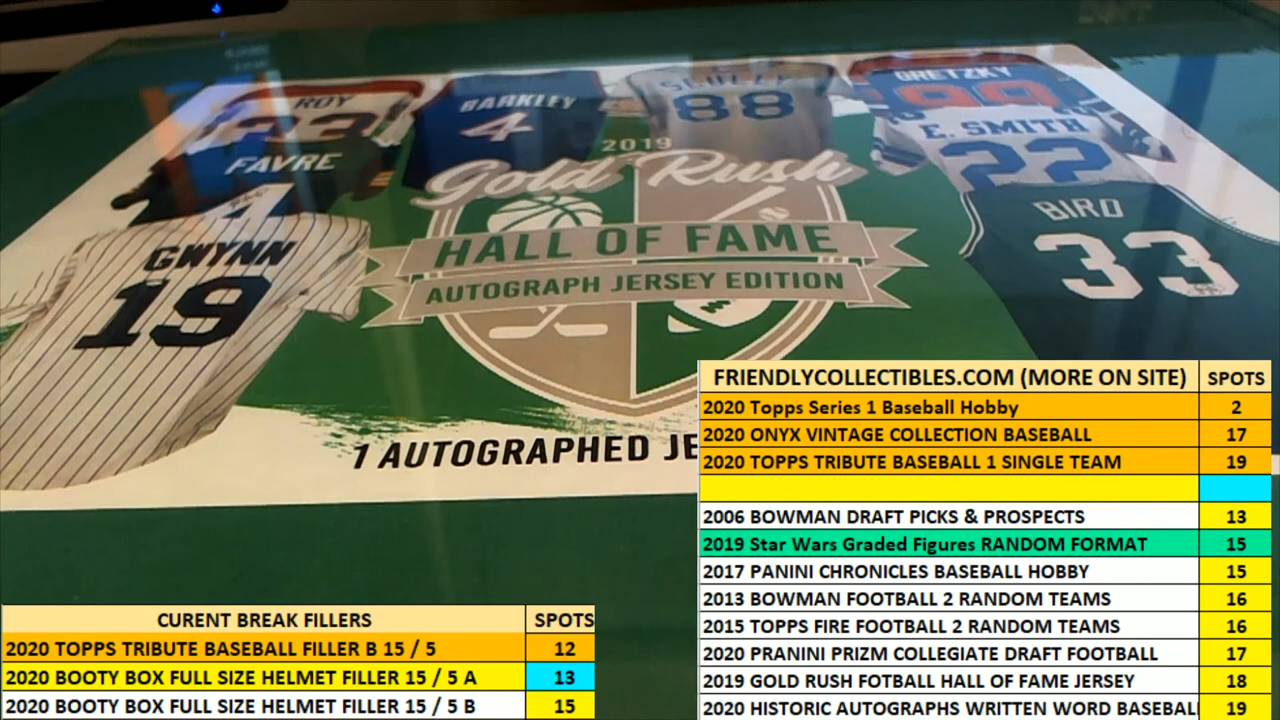 ROY
33
BARKLEY
4
SCULLY
88
GRETZKY
99
FAVRE
4
E. SMITH
22
2019
Gold Rush
BIRD
33
GWYNN
19
HALL OF FAME
AUTOGRAPH JERSEY EDITION
1 AUTOGRAPHED JE
FRIENDLYCOLLECTIBLES.COM (MORE ON SITE) SPOTS
2020 Topps Series 1 Baseball Hobby 2
2020 ONYX VINTAGE COLLECTION BASEBALL 17
2020 TOPPS TRIBUTE BASEBALL 1 SINGLE TEAM 19
2006 BOWMAN DRAFT PICKS & PROSPECTS 13
2019 Star Wars Graded Figures RANDOM FORMAT 15
2017 PANINI CHRONICLES BASEBALL HOBBY 15
2013 BOWMAN FOOTBALL 2 RANDOM TEAMS 16
2015 TOPPS FIRE FOOTBALL 2 RANDOM TEAMS 16
2020 PRANINI PRIZM COLLEGIATE DRAFT FOOTBALL 17
2019 GOLD RUSH FOTBALL HALL OF FAME JERSEY 18
2020 HISTORIC AUTOGRAPHS WRITTEN WORD BASEBAL 19
CURENT BREAK FILLERS SPOTS
2020 TOPPS TRIBUTE BASEBALL FILLER B 15 / 5 12
2020 BOOTY BOX FULL SIZE HELMET FILLER 15 / 5 A 13
2020 BOOTY BOX FULL SIZE HELMET FILLER 15 / 5 B 15